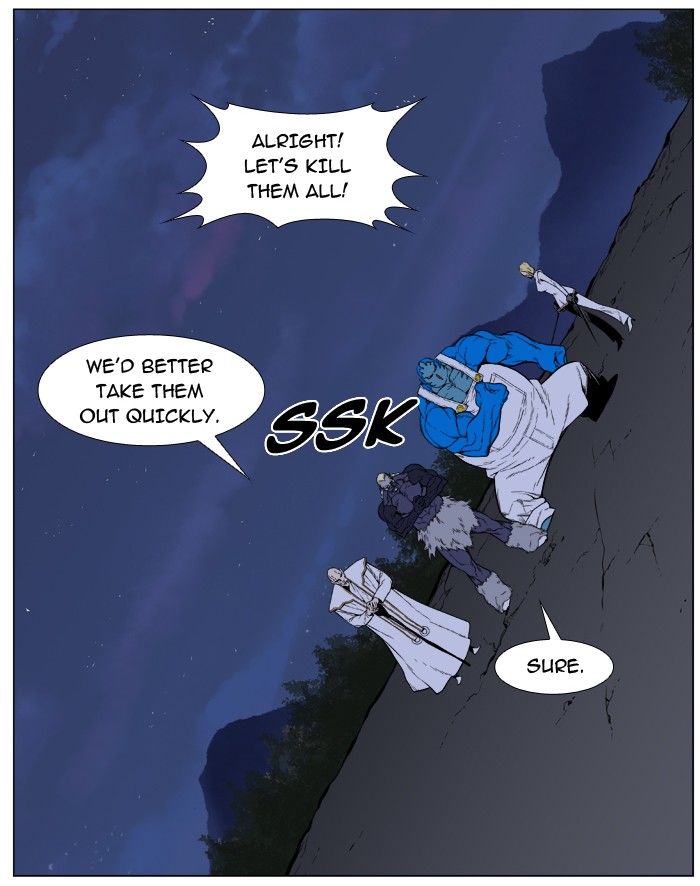 ALRIGHT!
LET'S KILL
THEM ALL!
WE'D BETTER
TAKE THEM
OUT QUICKLY.
SSK
SURE.